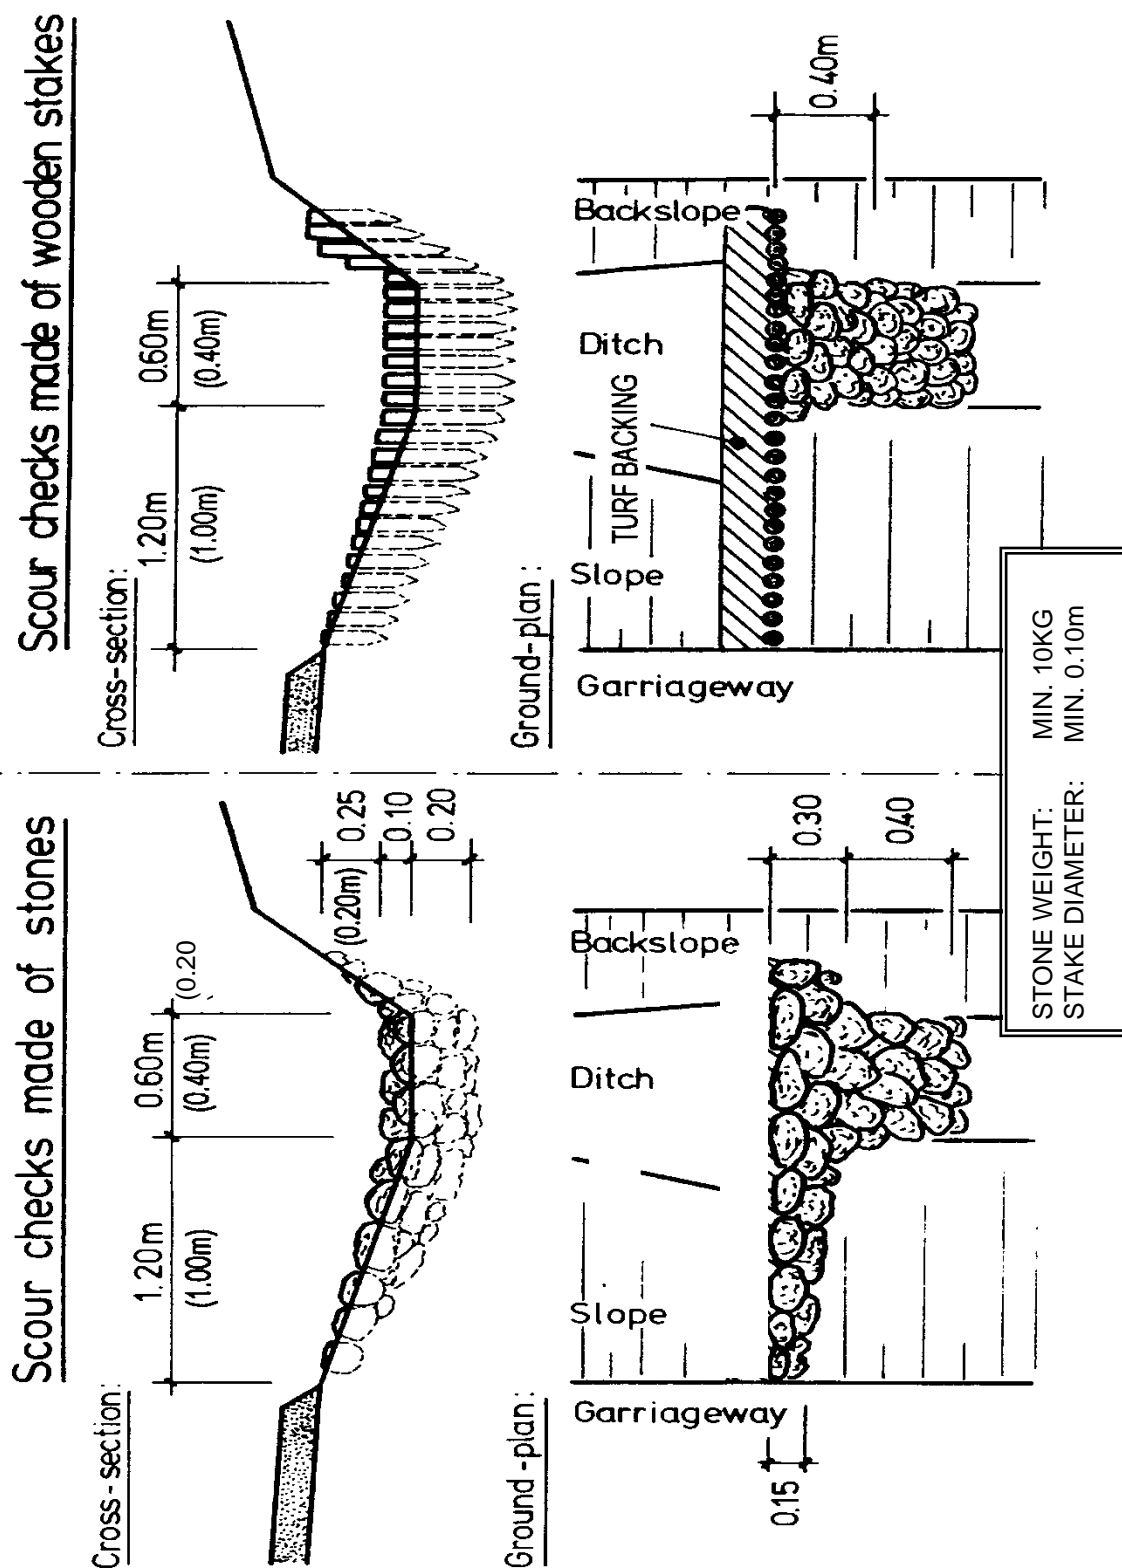 Scour checks made of stones
Cross-section:
1.20m
(1.00m)
0.60m
(0.40m)
(0.20
0.25
(0.20m)
0.10
0.20
Ground-plan:
Garriageway
Slope
Ditch
Backslope
0.15
0.30
0.40
Scour checks made of wooden stakes
Cross-section:
1.20m
(1.00m)
0.60m
(0.40m)
Ground-plan:
Garriageway
Slope
TURF BACKING
Ditch
Backslope
0.40m
STONE WEIGHT: MIN. 10KG
STAKE DIAMETER: MIN. 0.10m